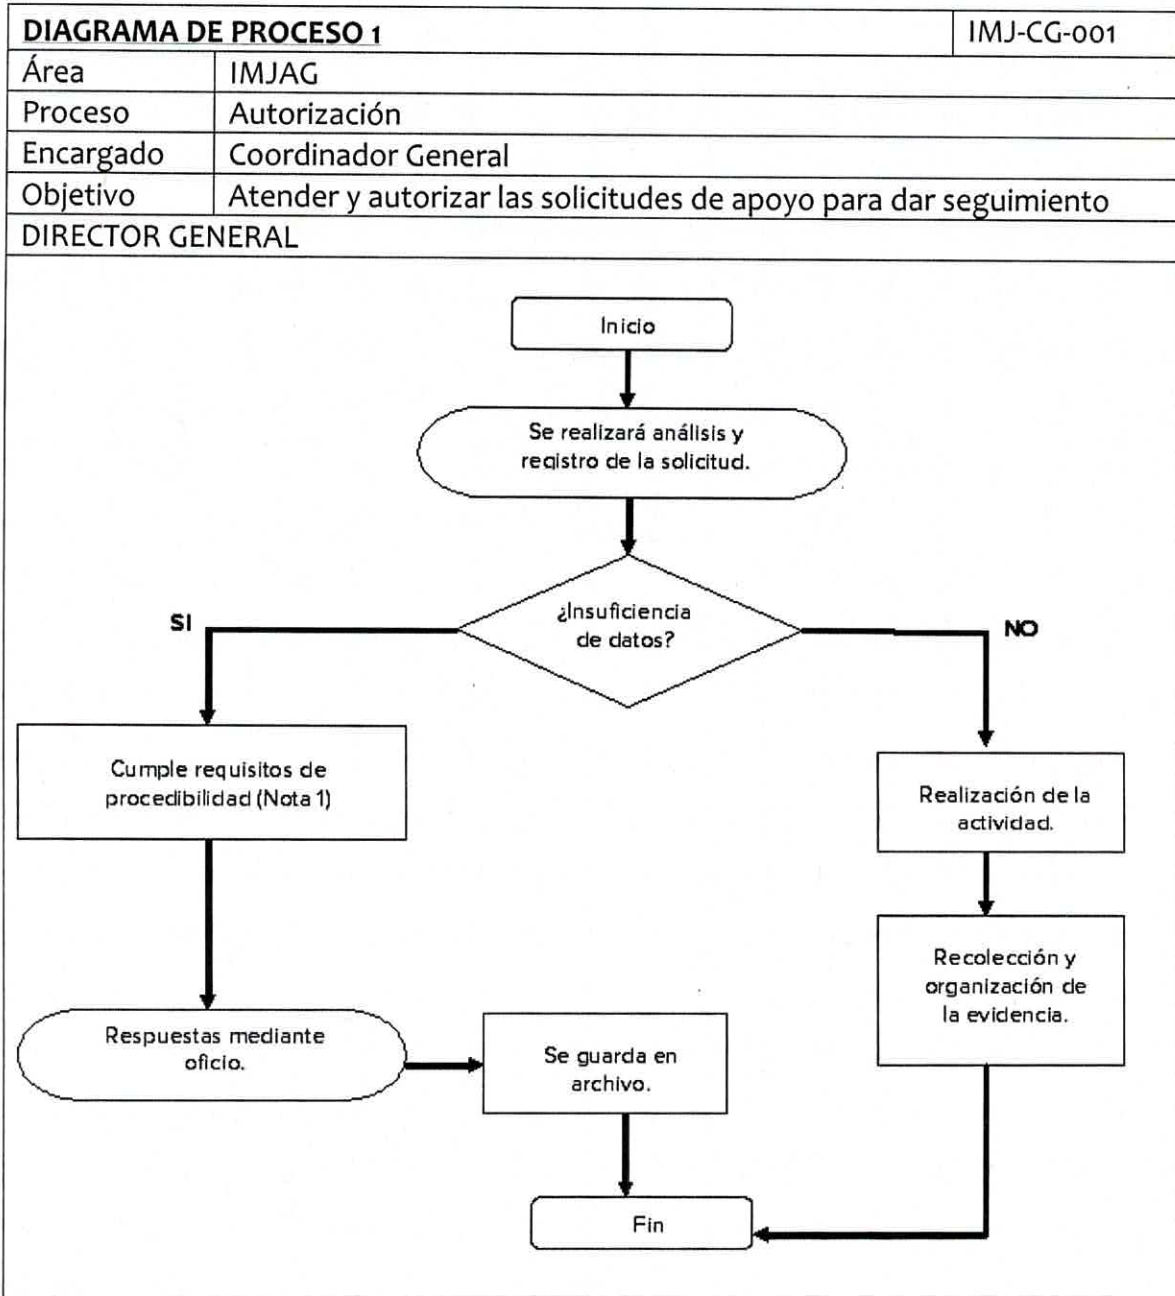 DIAGRAMA DE PROCESO 1
IMJ-CG-001
Área
IMJAG
Proceso
Autorización
Encargado
Coordinador General
Objetivo
Atender y autorizar las solicitudes de apoyo para dar seguimiento
DIRECTOR GENERAL
Inicio
Se realizará análisis y
registro de la solicitud.
¿Insuficiencia
de datos?
SI
NO
Cumple requisitos de
procedibilidad (Nota 1)
Realización de la
actividad.
Recolección y
organización de
la evidencia.
Respuestas mediante
oficio.
Se guarda en
archivo.
Fin